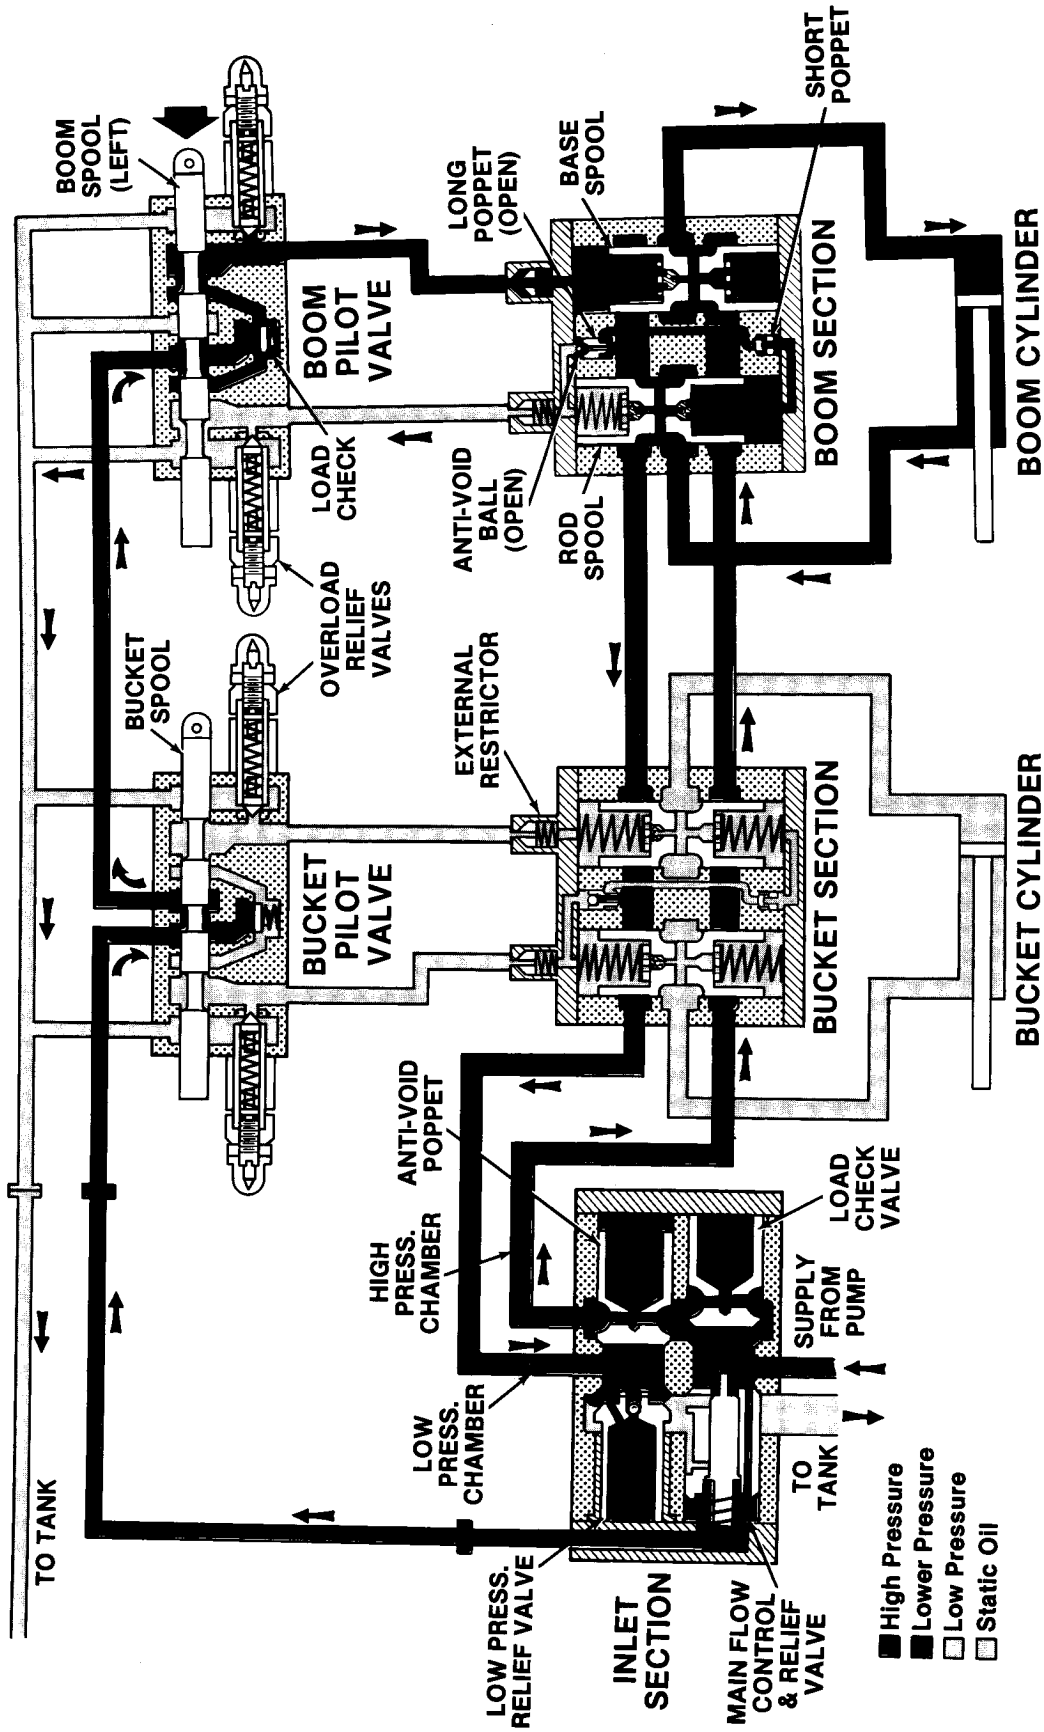 TO TANK
BUCKET
SPOOL
BOOM
SPOOL
(LEFT)
BUCKET
PILOT
VALVE
OVERLOAD
RELIEF
VALVES
LOAD
CHECK
BOOM
PILOT
VALVE
LOW
PRESS.
CHAMBER
HIGH
PRESS.
CHAMBER
ANTI-VOID
POPPET
EXTERNAL
RESTRICTOR
ANTI-VOID
BALL
(OPEN)
LONG
POPPET
(OPEN)
ROD
SPOOL
BASE
SPOOL
LOW PRESS.
RELIEF VALVE
INLET
SECTION
MAIN FLOW
CONTROL
& RELIEF
VALVE
TO
TANK
SUPPLY
FROM
PUMP
LOAD
CHECK
VALVE
BUCKET SECTION
BOOM SECTION
SHORT
POPPET
High Pressure
Lower Pressure
Low Pressure
Static Oil
BUCKET CYLINDER
BOOM CYLINDER